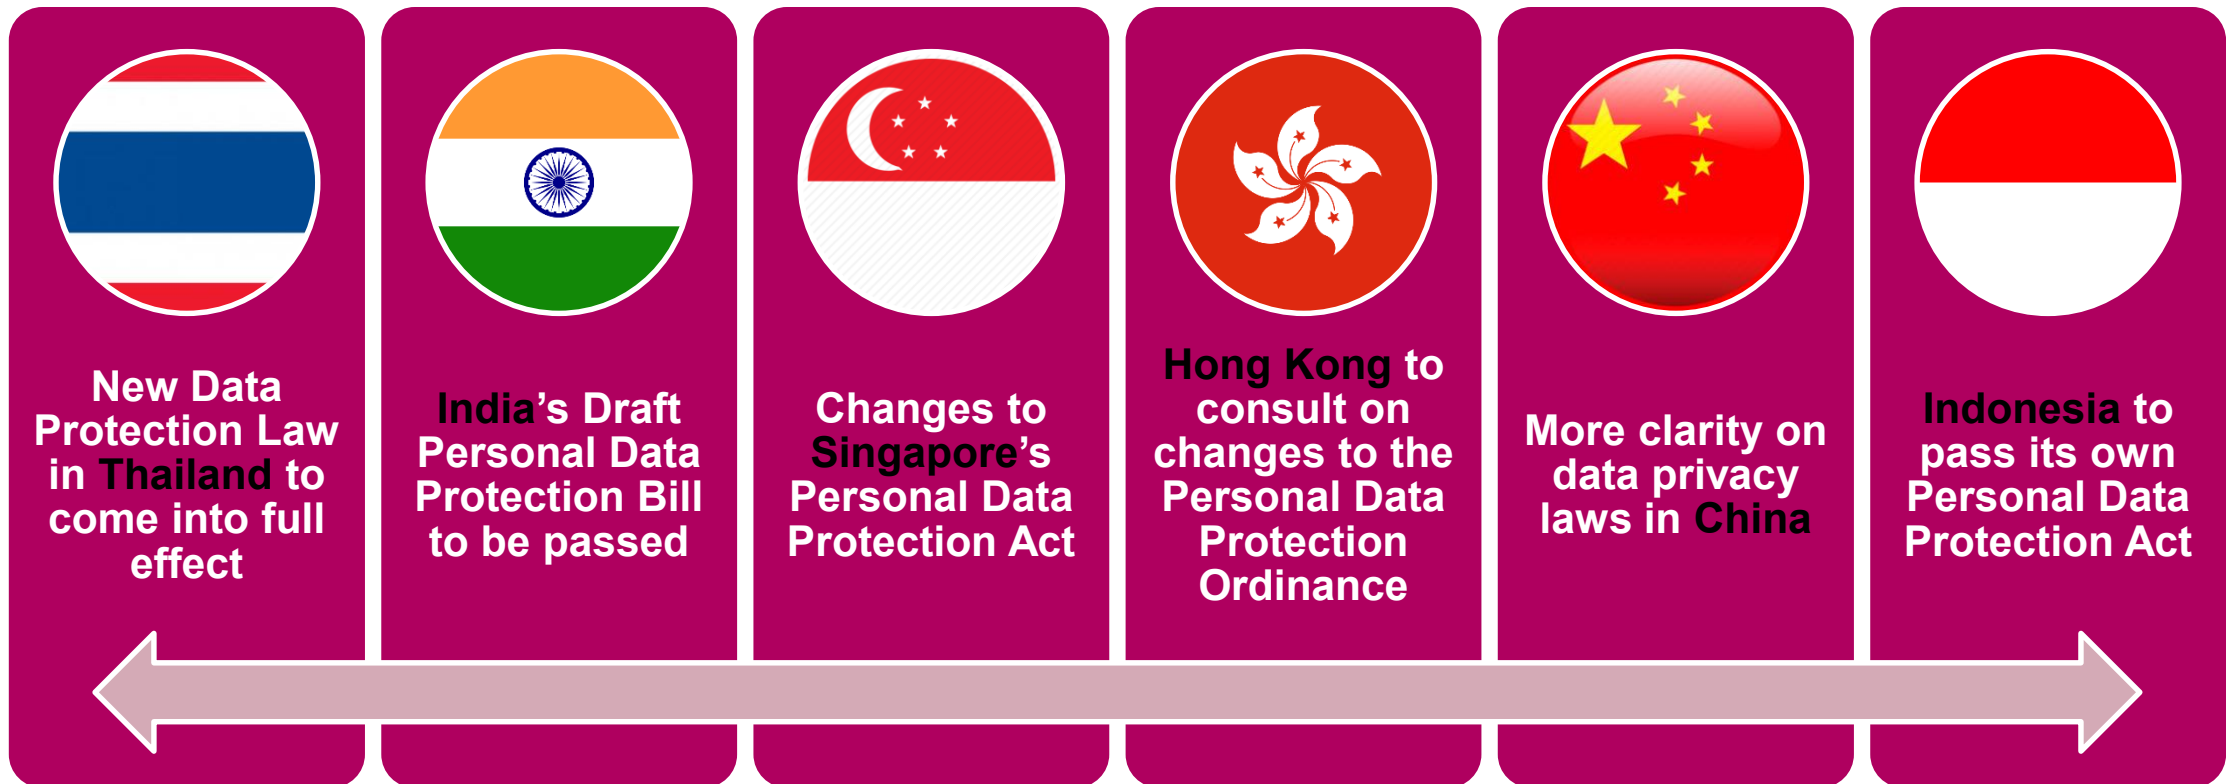 New Data
Protection Law
in Thailand to
come into full
effect
India’s Draft
Personal Data
Protection Bill
to be passed
Changes to
Singapore’s
Personal Data
Protection Act
Hong Kong to
consult on
changes to the
Personal Data
Protection
Ordinance
More clarity on
data privacy
laws in China
Indonesia to
pass its own
Personal Data
Protection Act